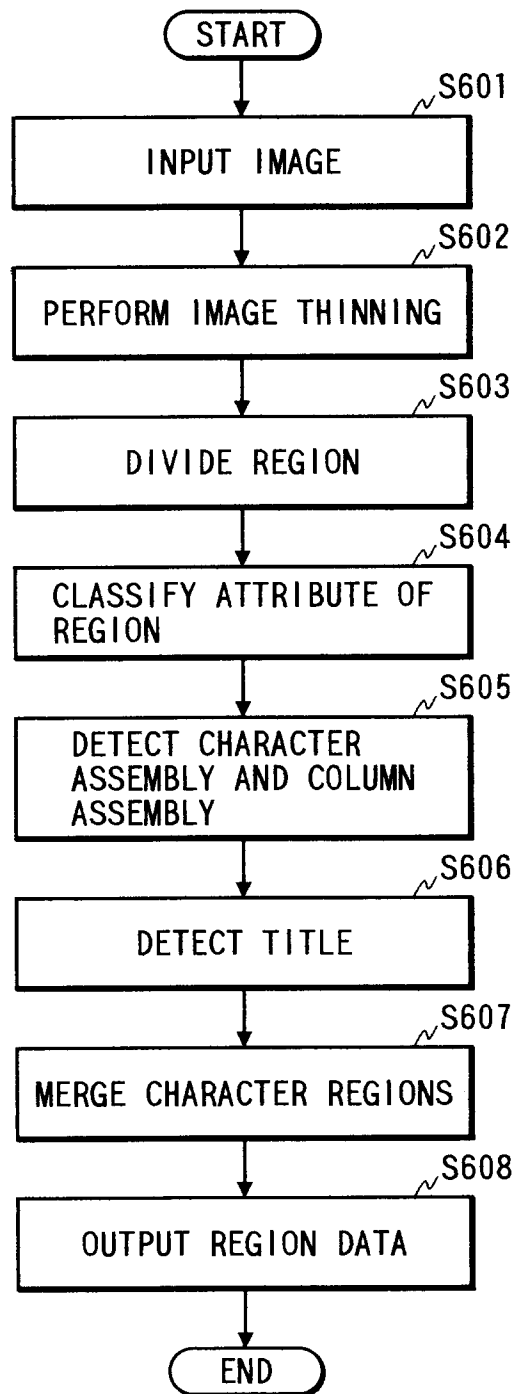 START
S601
INPUT IMAGE
S602
PERFORM IMAGE THINNING
S603
DIVIDE REGION
S604
CLASSIFY ATTRIBUTE OF
REGION
S605
DETECT CHARACTER
ASSEMBLY AND COLUMN
ASSEMBLY
S606
DETECT TITLE
S607
MERGE CHARACTER REGIONS
S608
OUTPUT REGION DATA
END